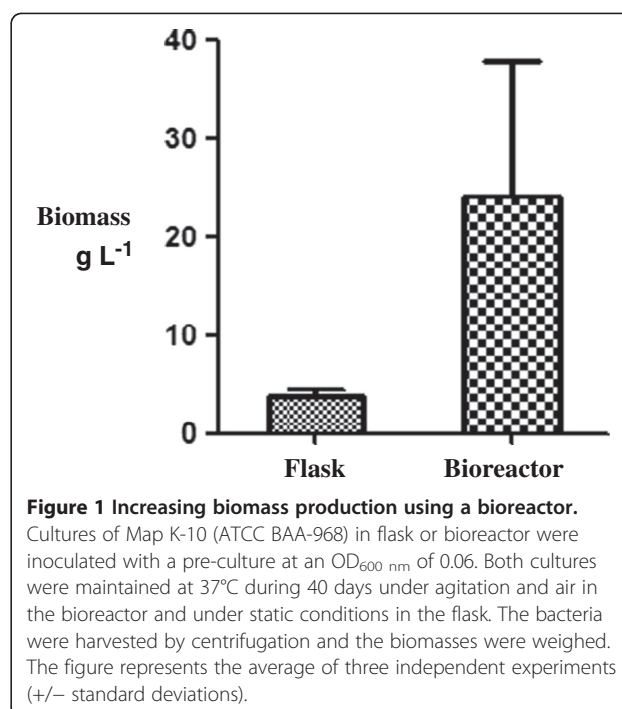 40
30
Biomass
20
g L-1
10
0
Flask Bioreactor
Figure 1 Increasing biomass production using a bioreactor.
Cultures of Map K-10 (ATCC BAA-968) in flask or bioreactor were
inoculated with a pre-culture at an OD600 nm of 0.06. Both cultures
were maintained at 37°C during 40 days under agitation and air in
the bioreactor and under static conditions in the flask. The bacteria
were harvested by centrifugation and the biomasses were weighed.
The figure represents the average of three independent experiments
(+/− standard deviations).